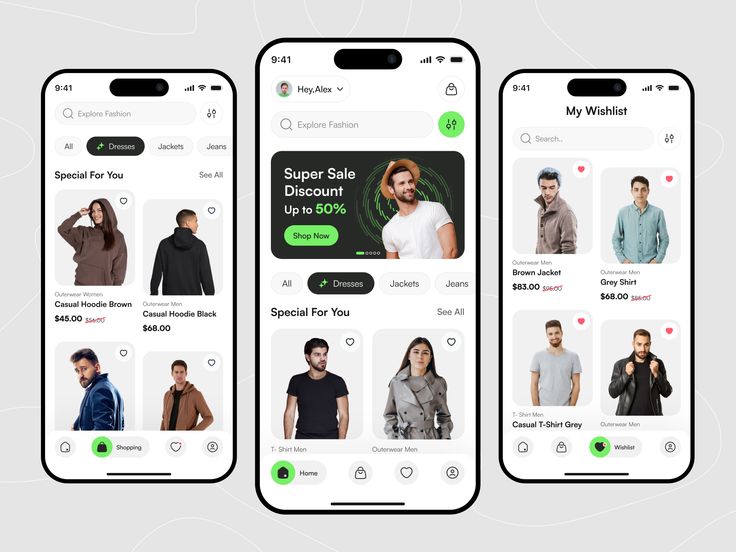 9:41
Explore Fashion
All
Dresses
Jackets
Jeans
Special For You
See All
Outerwear Women
Casual Hoodie Brown
$45.00 $56.00
Outerwear Men
Casual Hoodie Black
$68.00
Shopping
9:41
Hey,Alex
Explore Fashion
Super Sale
Discount
Up to 50%
Shop Now
All
Dresses
Jackets
Jeans
Special For You
See All
T- Shirt Men
Outerwear Men
Home
9:41
My Wishlist
Search..
Outerwear Men
Brown Jacket
$83.00 $95.00
Outerwear Men
Grey Shirt
$68.00 $85.00
T- Shirt Men
Casual T-Shirt Grey
Outerwear Men
Wishlist